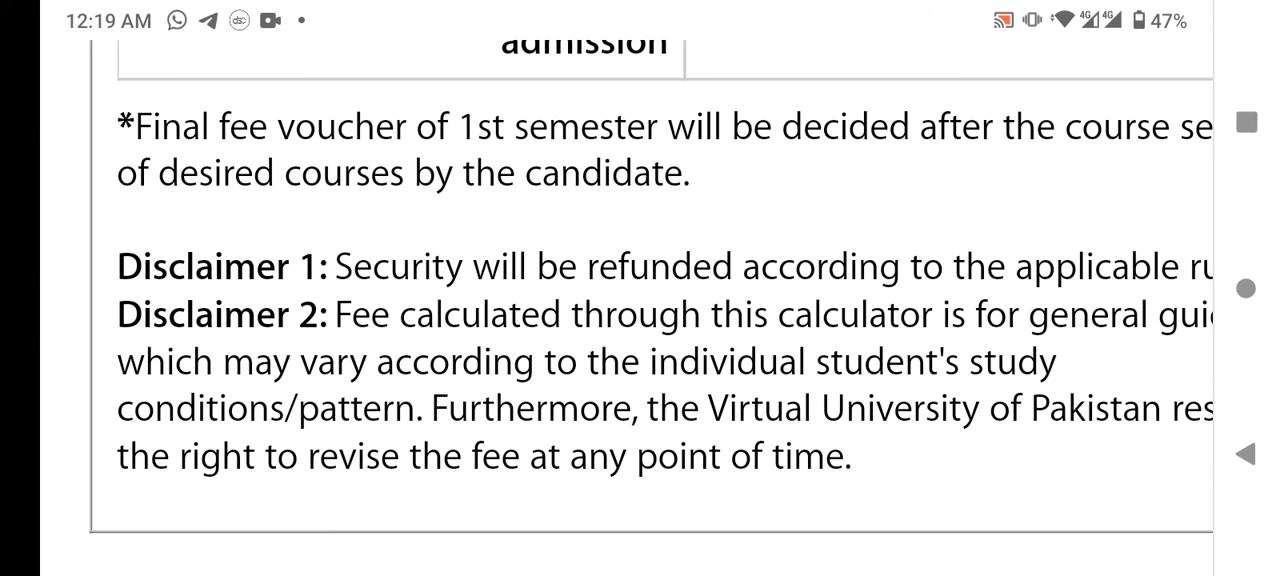 12:19 AM 4G 4G 47%
admission
*Final fee voucher of 1st semester will be decided after the course se
of desired courses by the candidate.
Disclaimer 1: Security will be refunded according to the applicable ru
Disclaimer 2: Fee calculated through this calculator is for general gui
which may vary according to the individual student's study
conditions/pattern. Furthermore, the Virtual University of Pakistan res
the right to revise the fee at any point of time.